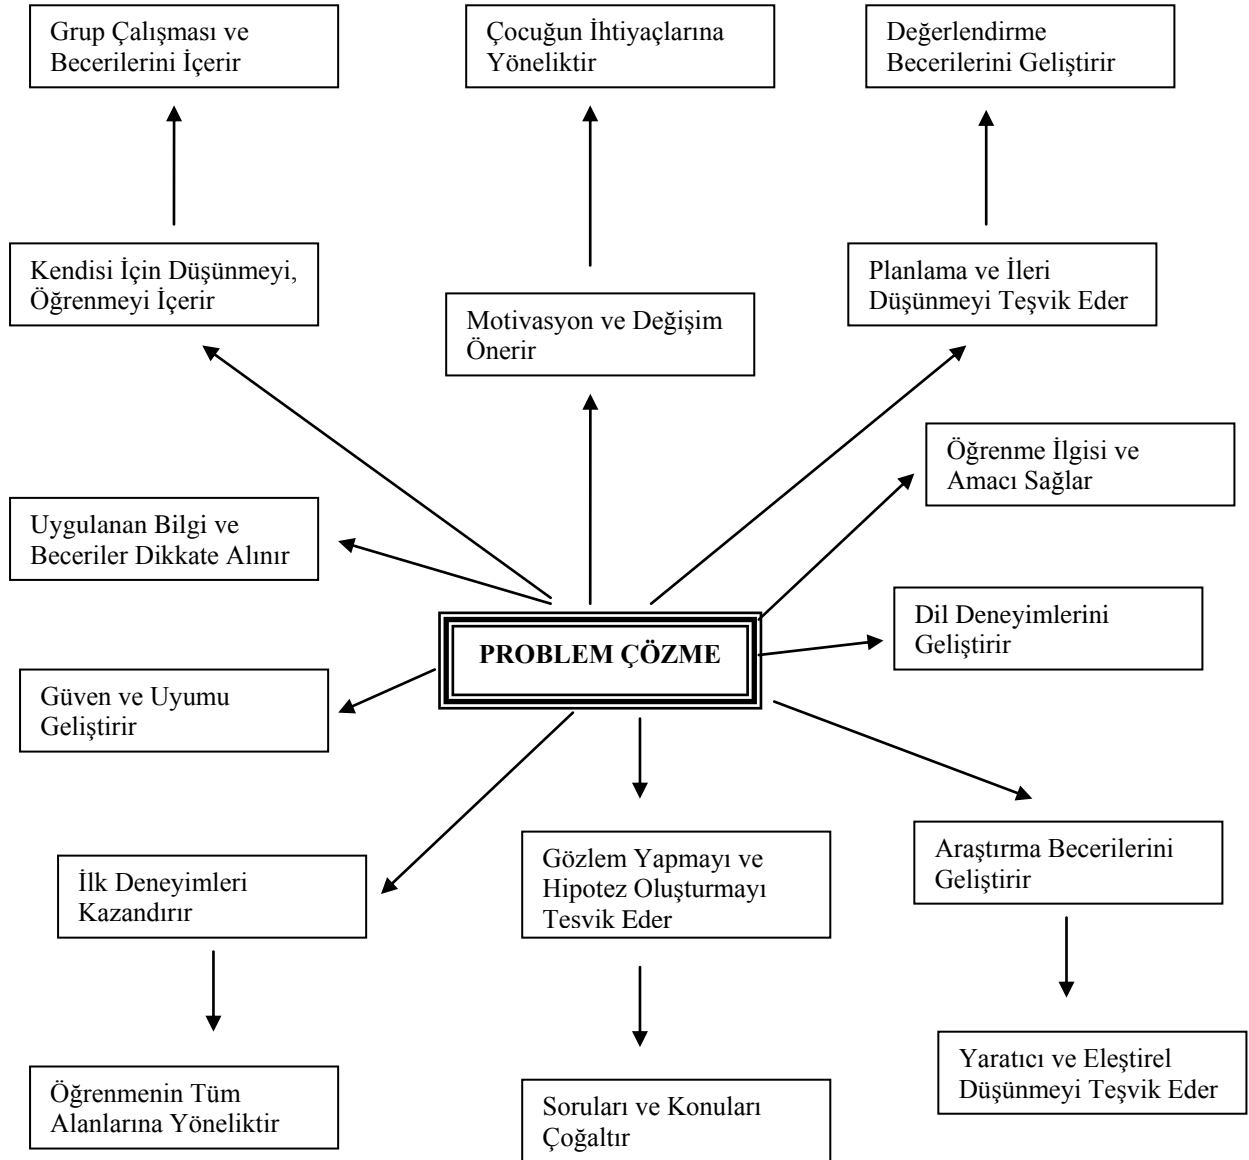 Grup Çalışması ve
Becerilerini İçerir
Çocuğun İhtiyaçlarına
Yöneliktir
Değerlendirme
Becerilerini Geliştirir
Kendisi İçin Düşünmeyi,
Öğrenmeyi İçerir
Motivasyon ve Değişim
Önerir
Planlama ve İleri
Düşünmeyi Teşvik Eder
Öğrenme İlgisi ve
Amacı Sağlar
Uygulanan Bilgi ve
Beceriler Dikkate Alınır
Dil Deneyimlerini
Geliştirir
PROBLEM ÇÖZME
Güven ve Uyumu
Geliştirir
İlk Deneyimleri
Kazandırır
Gözlem Yapmayı ve
Hipotez Oluşturmayı
Tesvik Eder
Araştırma Becerilerini
Geliştirir
Öğrenmenin Tüm
Alanlarına Yöneliktir
Soruları ve Konuları
Çoğaltır
Yaratıcı ve Eleştirel
Düşünmeyi Teşvik Eder